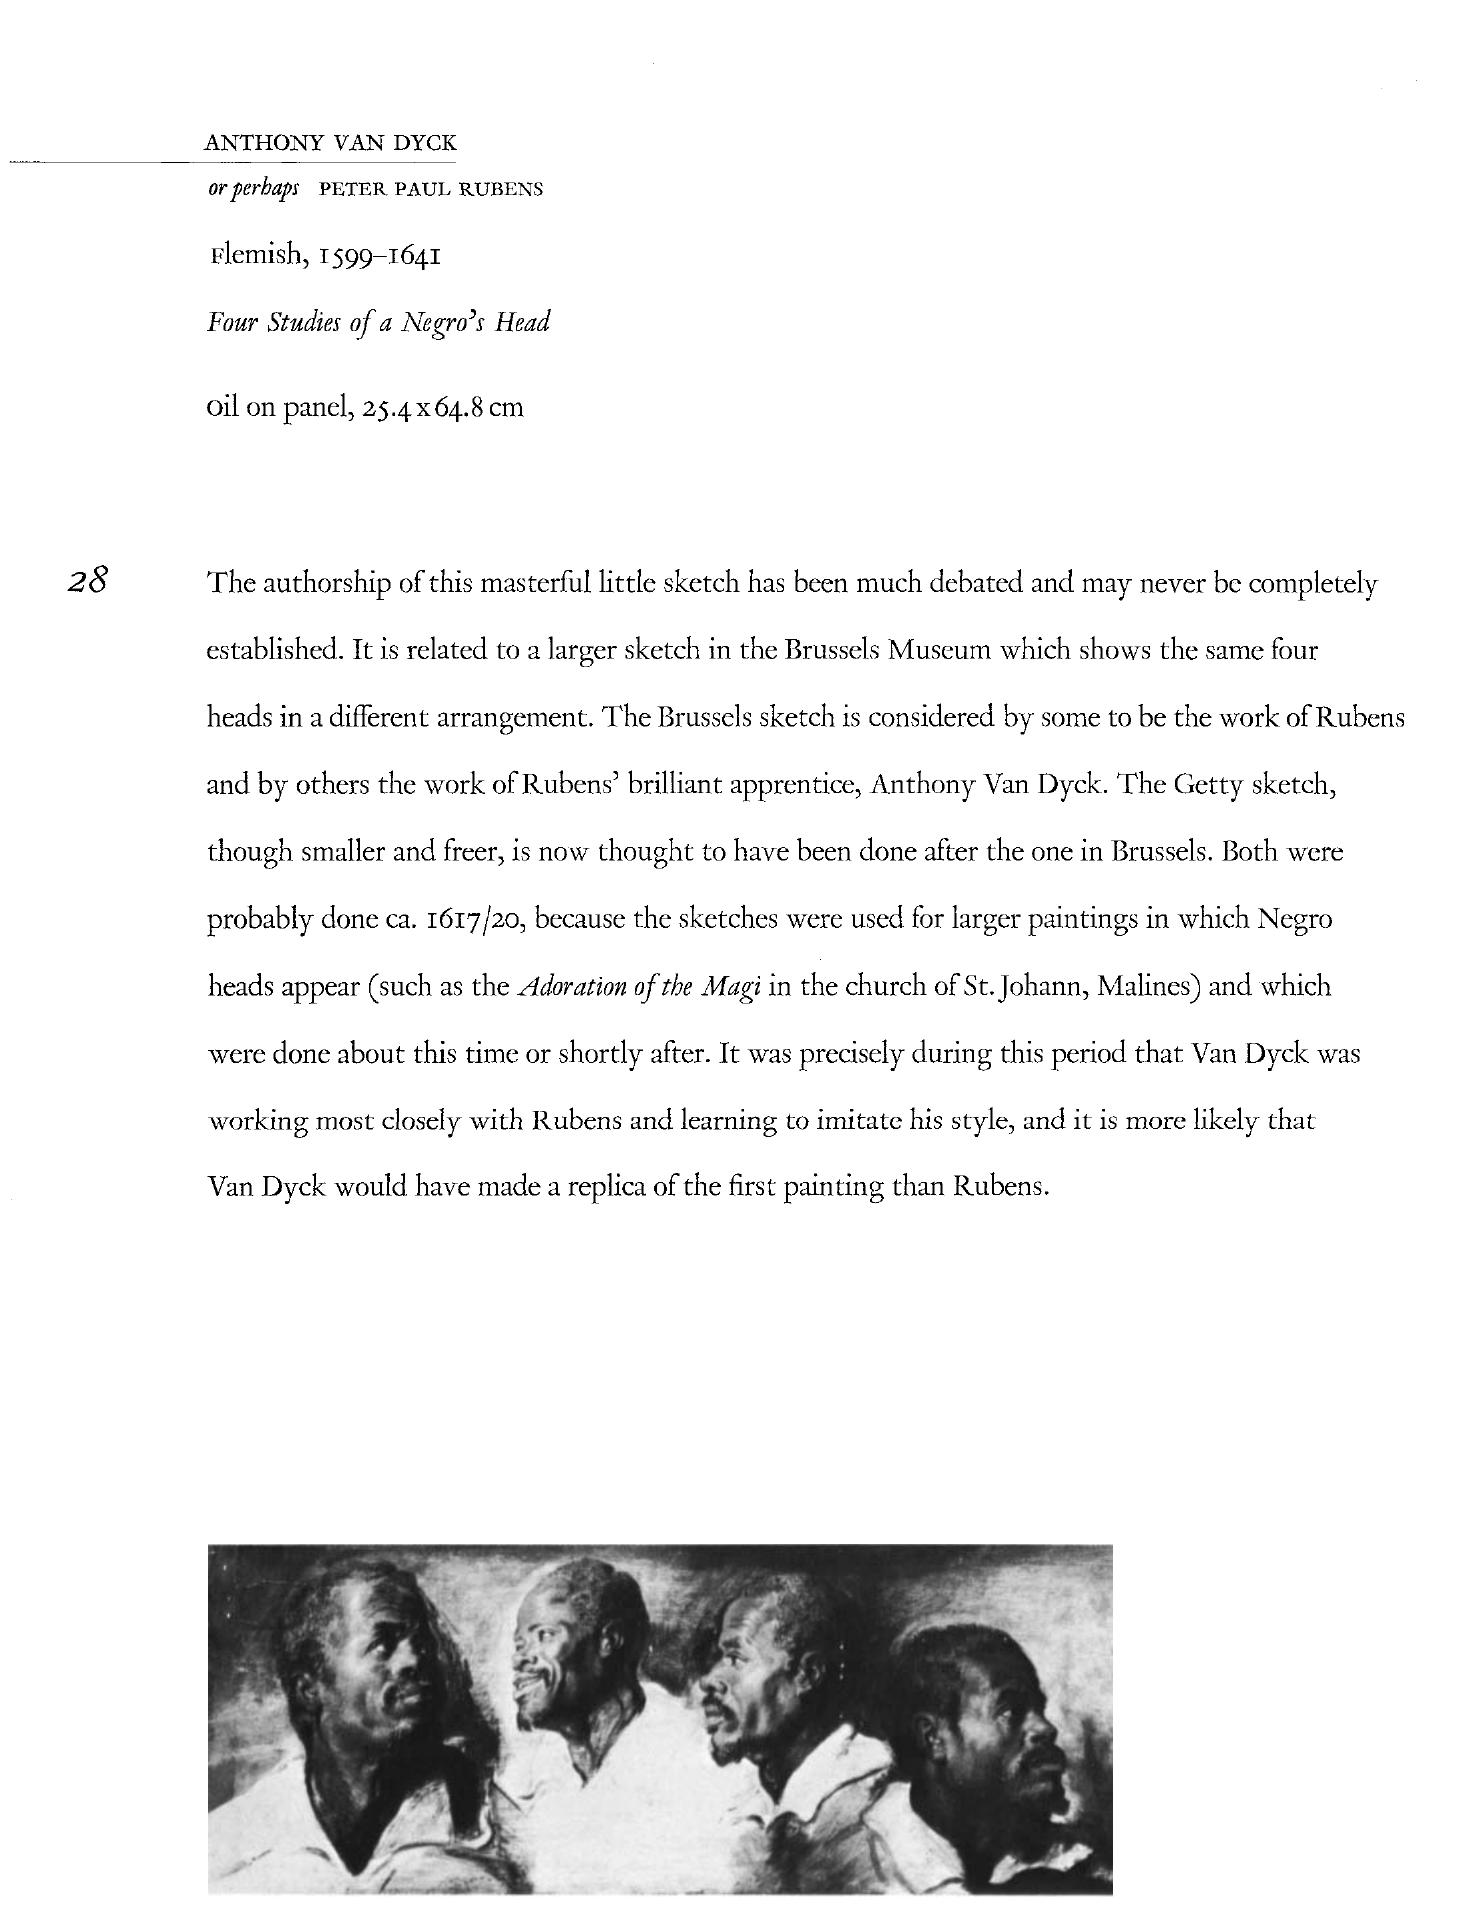 ANTHONY VAN DYCK
or perhaps PETER PAUL RUBENS
Flemish, 1599–1641
Four Studies of a Negro's Head
Oil on panel, 25.4 x 64.8 cm
28
The authorship of this masterful little sketch has been much debated and may never be completely
established. It is related to a larger sketch in the Brussels Museum which shows the same four
heads in a different arrangement. The Brussels sketch is considered by some to be the work of Rubens
and by others the work of Rubens' brilliant apprentice, Anthony Van Dyck. The Getty sketch,
though smaller and freer, is now thought to have been done after the one in Brussels. Both were
probably done ca. 1617/20, because the sketches were used for larger paintings in which Negro
heads appear (such as the Adoration of the Magi in the church of St. Johann, Malines) and which
were done about this time or shortly after. It was precisely during this period that Van Dyck was
working most closely with Rubens and learning to imitate his style, and it is more likely that
Van Dyck would have made a replica of the first painting than Rubens.